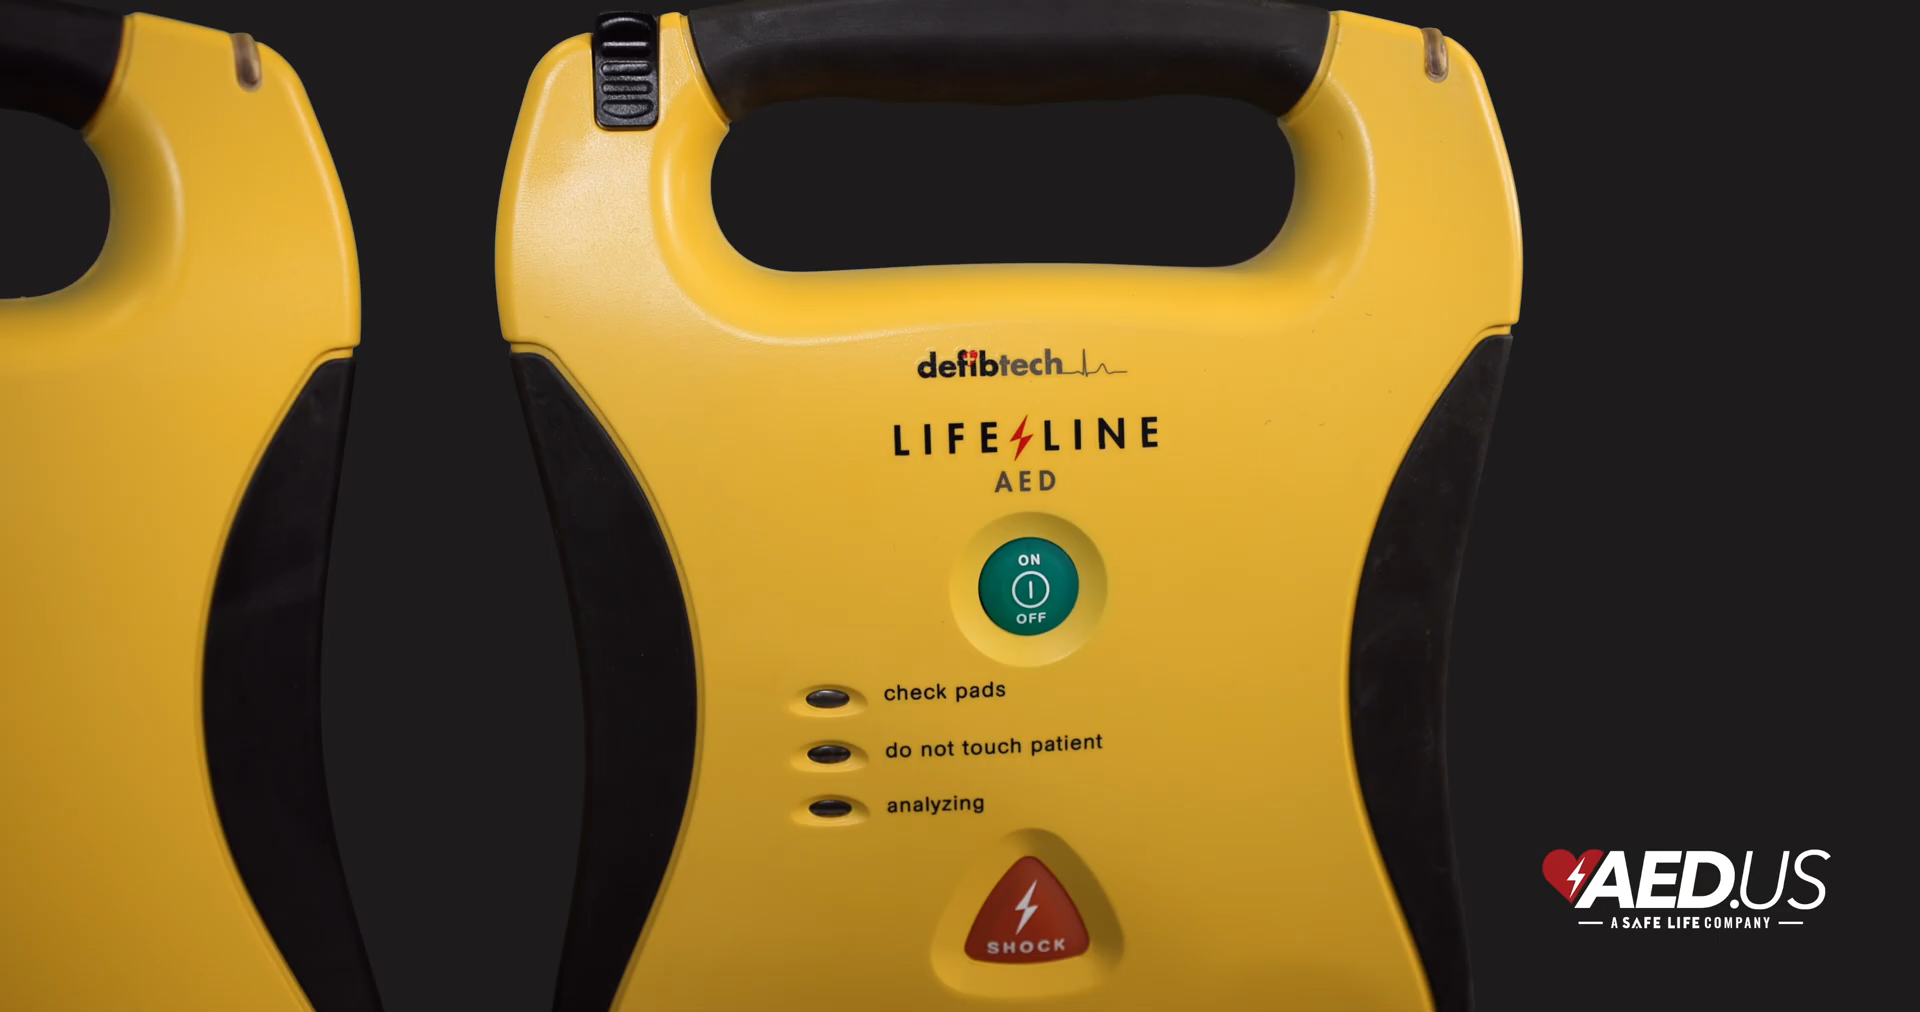 defibtech
LIFE LINE
AED
ON
OFF
check pads
do not touch patient
analyzing
SHOCK
AED.US
A SAFE LIFE COMPANY